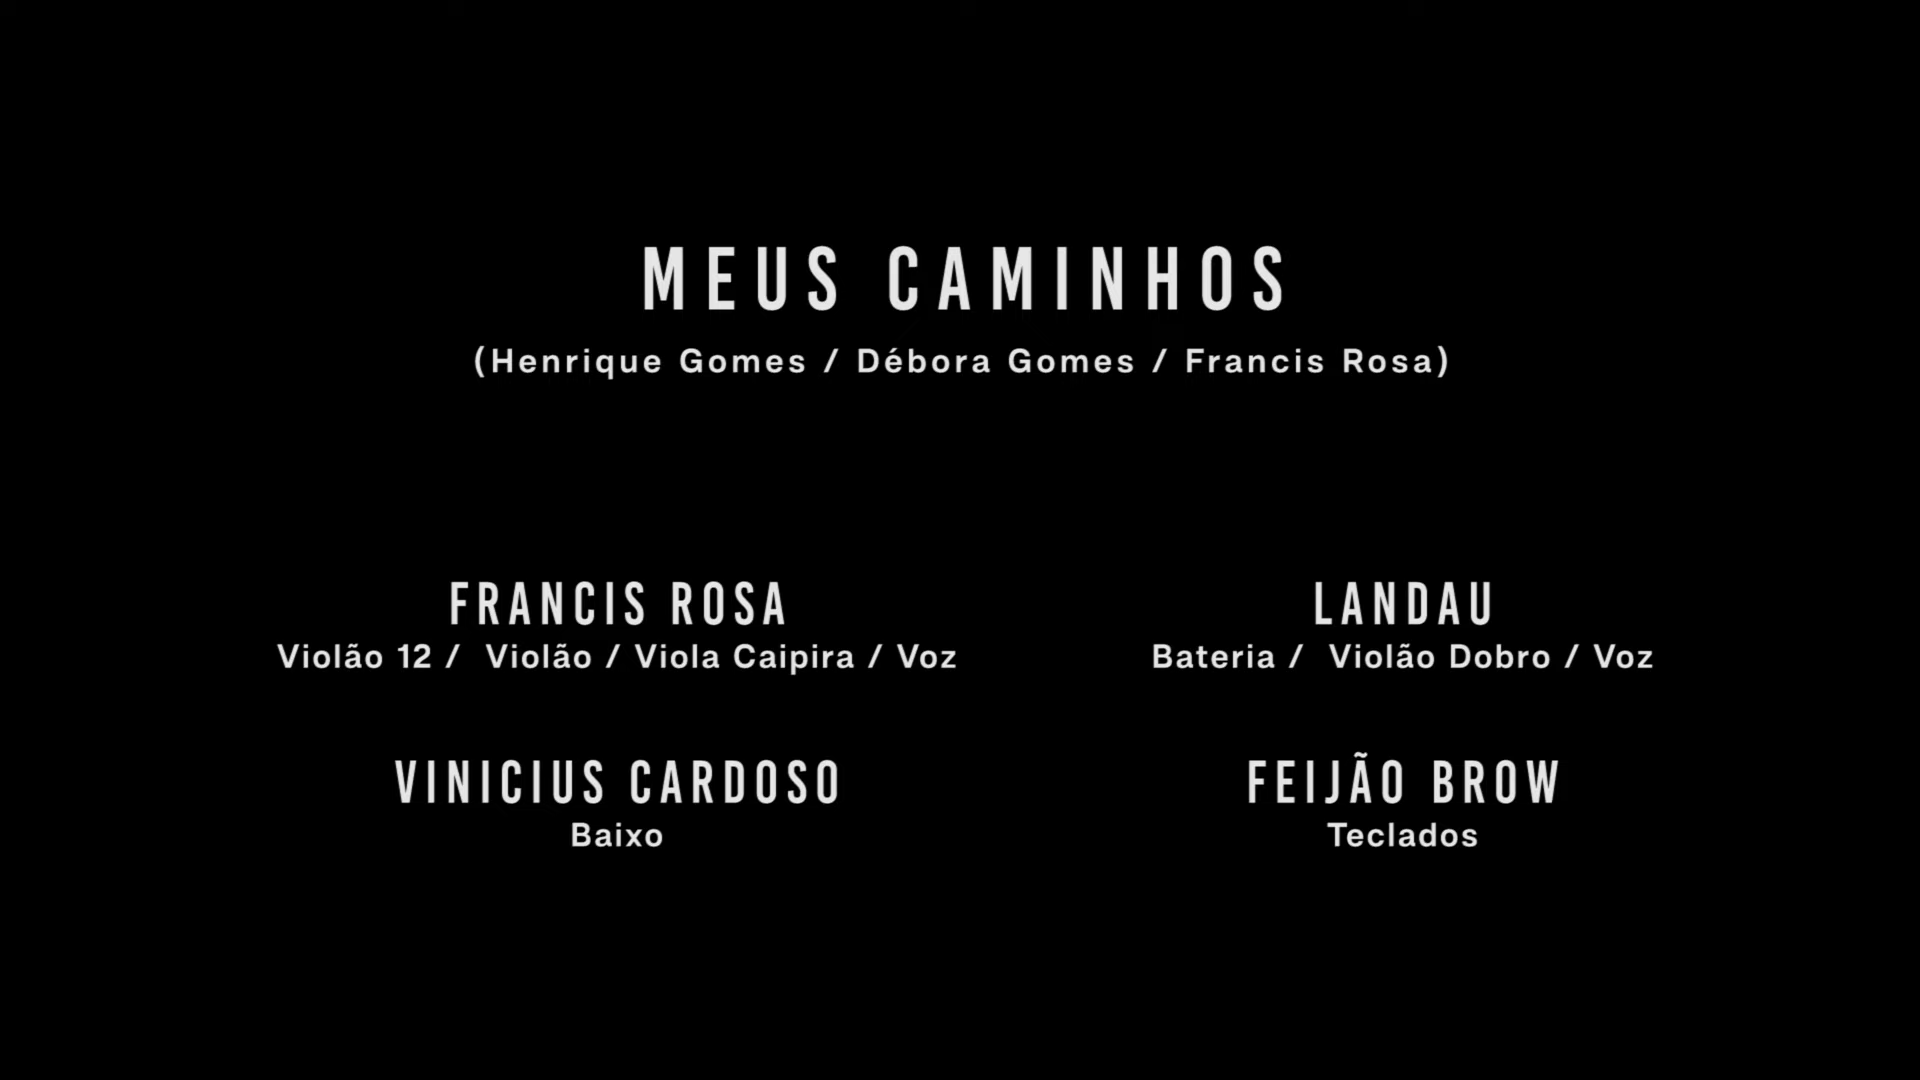 MEUS CAMINHOS
(Henrique Gomes / Débora Gomes / Francis Rosa)
FRANCIS ROSA
Violão 12 / Violão / Viola Caipira / Voz
LANDAU
Bateria / Violão Dobro / Voz
VINICIUS CARDOSO
Baixo
FEIJÃO BROW
Teclados